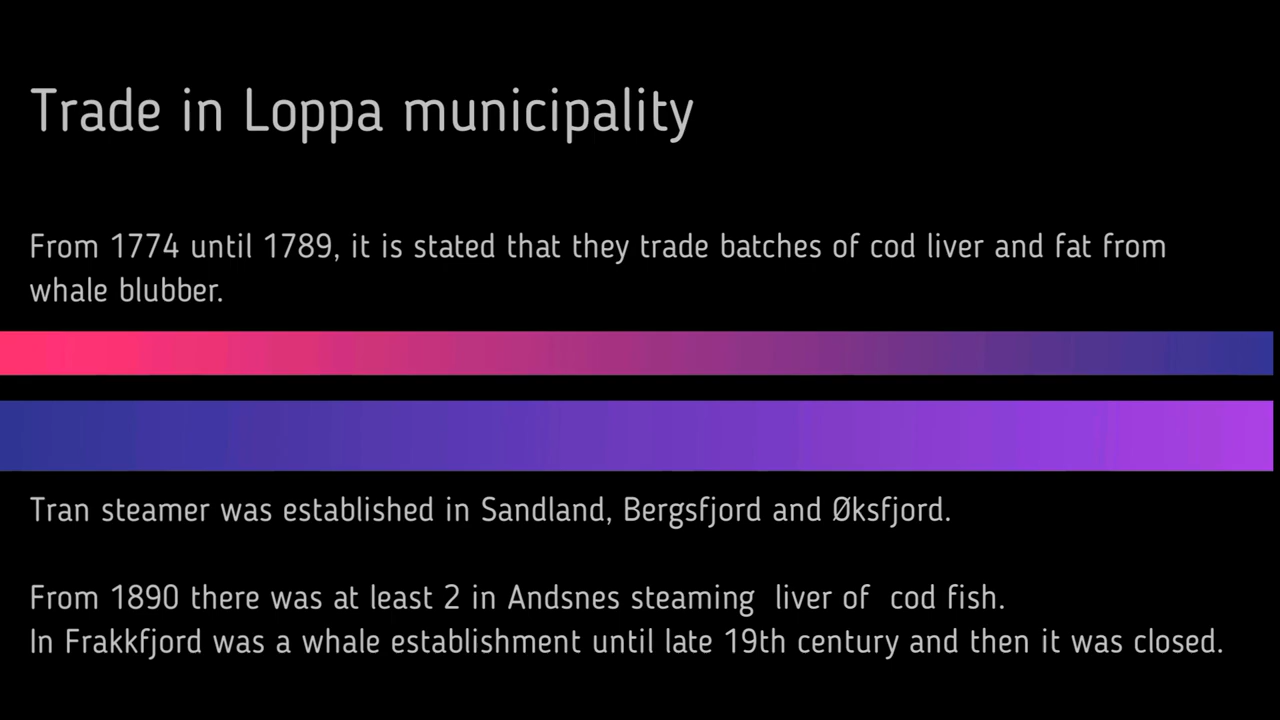 Trade in Loppa municipality
From 1774 until 1789, it is stated that they trade batches of cod liver and fat from
whale blubber.
Tran steamer was established in Sandland, Bergsfjord and Øksfjord.
From 1890 there was at least 2 in Andsnes steaming  liver of  cod fish.
In Frakkfjord was a whale establishment until late 19th century and then it was closed.